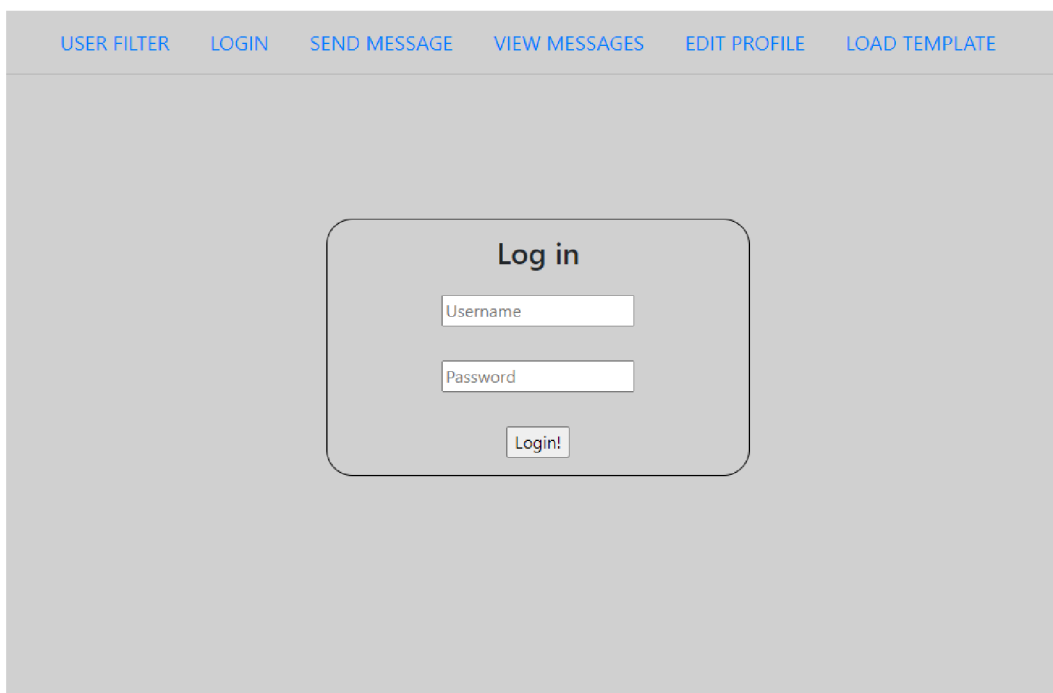 USER FILTER LOGIN SEND MESSAGE VIEW MESSAGES EDIT PROFILE LOAD TEMPLATE
Log in
Username
Password
Login!